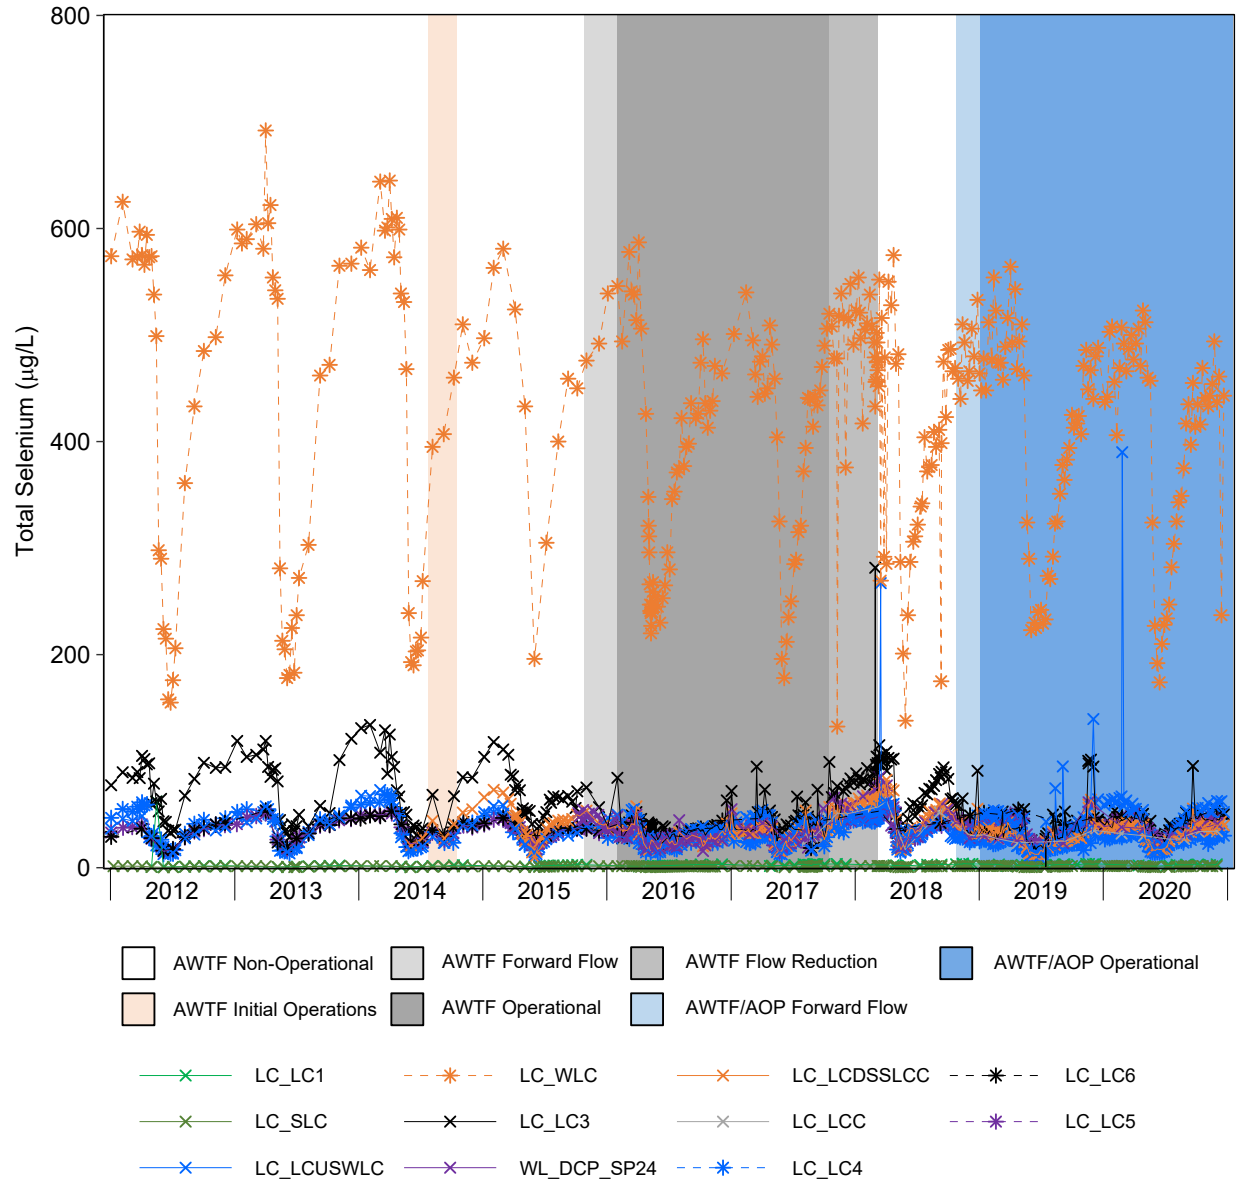 800
600
400
200
0
Total Selenium (µg/L)
2012 2013 2014 2015 2016 2017 2018 2019 2020
AWTF Non-Operational AWTF Forward Flow AWTF Flow Reduction AWTF/AOP Operational
AWTF Initial Operations AWTF Operational AWTF/AOP Forward Flow
LC_LC1 LC_WLC LC_LCDSSLCC LC_LC6
LC_SLC LC_LC3 LC_LCC LC_LC5
LC_LCUSWLC WL_DCP_SP24 LC_LC4